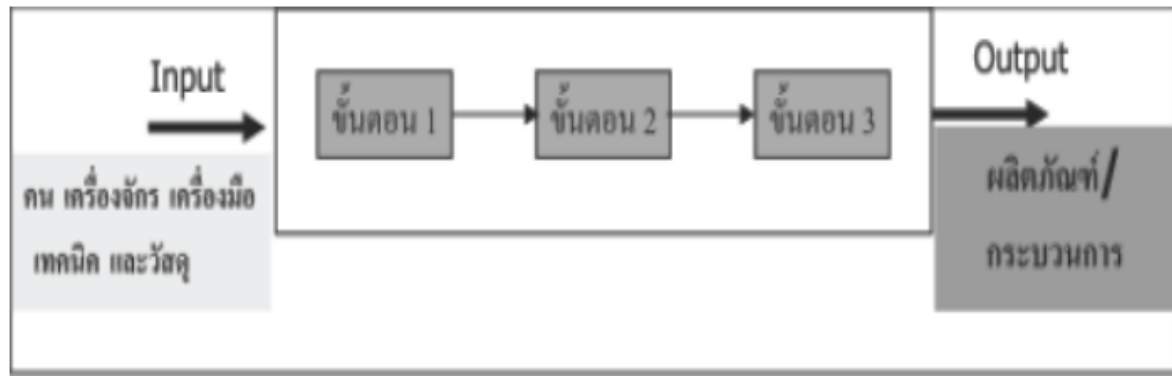 Input
คน เครื่องจักร เครื่องมือ
เทคนิค และวัสดุ
ขั้นตอน 1
ขั้นตอน 2
ขั้นตอน 3
Output
ผลิตภัณฑ์/
กระบวนการ